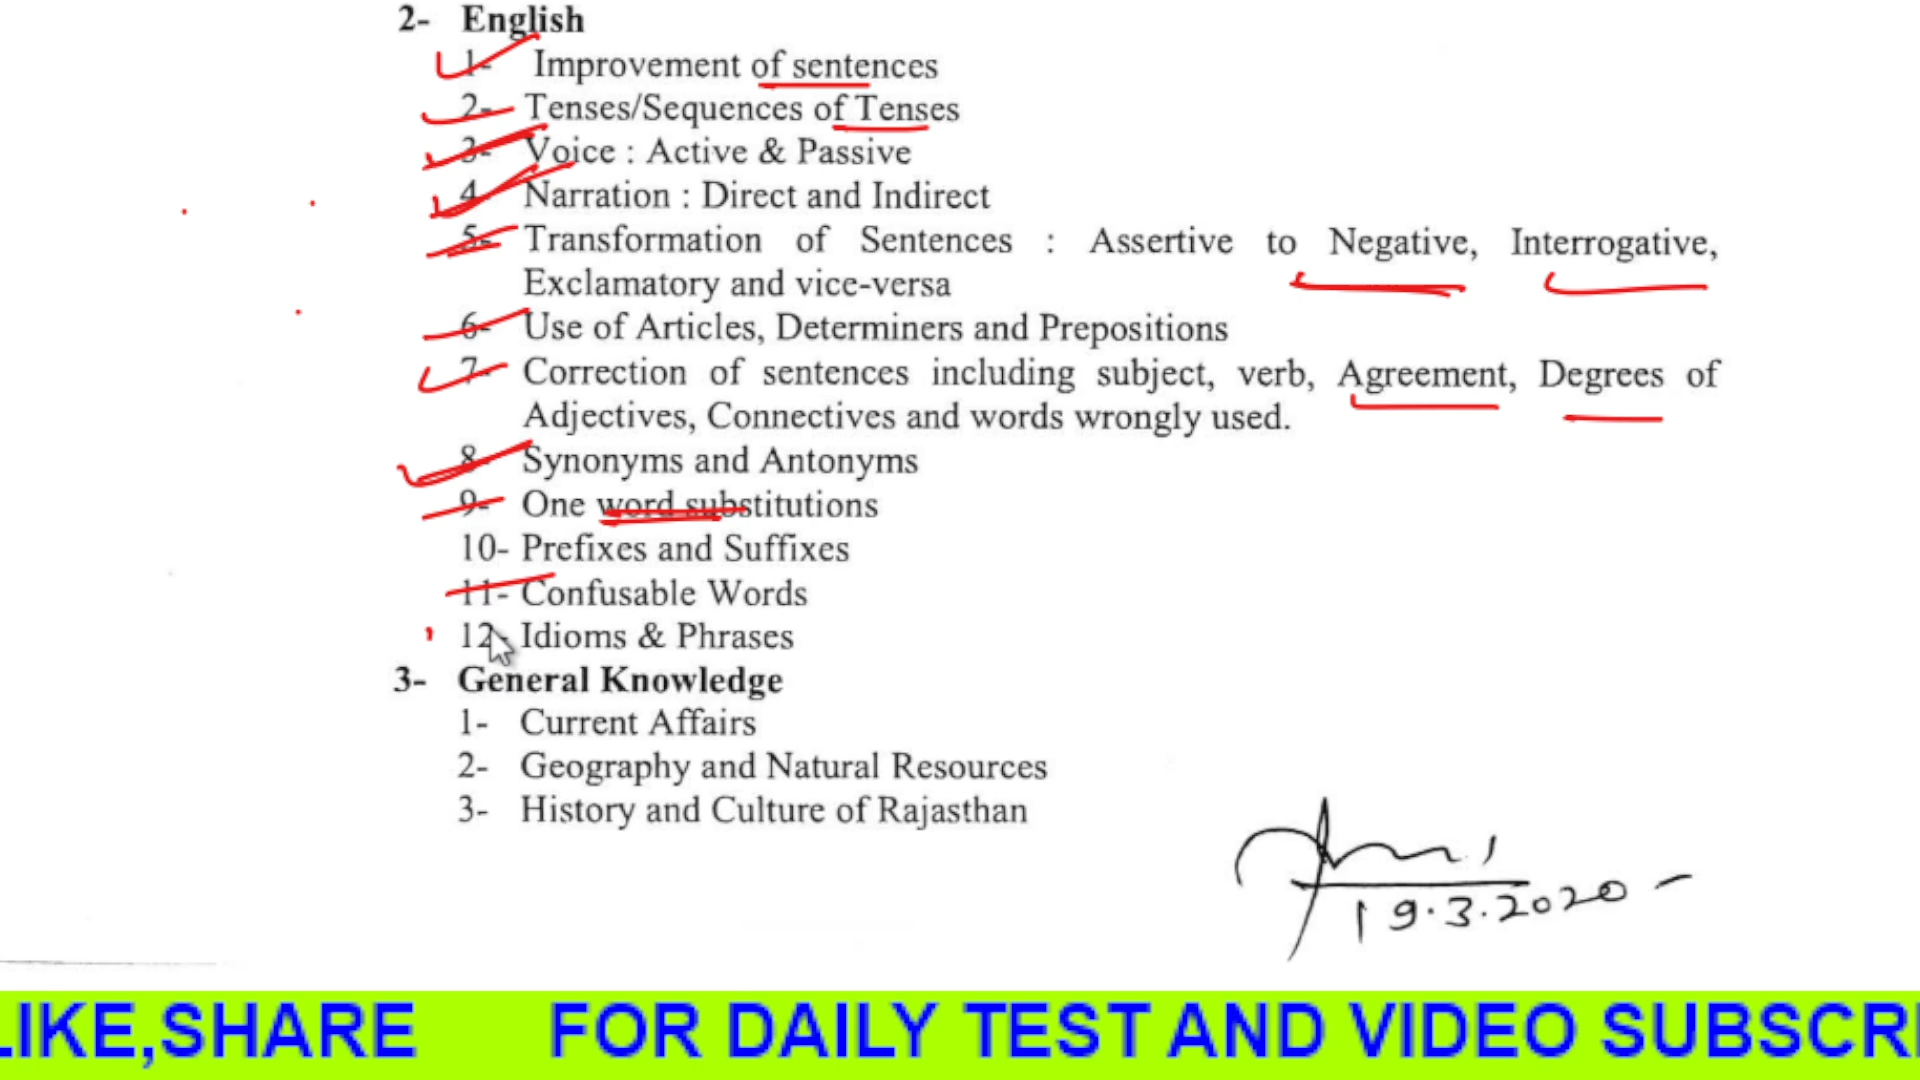 2- English
1- Improvement of sentences
2- Tenses/Sequences of Tenses
3- Voice : Active & Passive
4 Narration : Direct and Indirect
5- Transformation of Sentences : Assertive to Negative, Interrogative,
Exclamatory and vice-versa
6- Use of Articles, Determiners and Prepositions
7- Correction of sentences including subject, verb, Agreement, Degrees of
Adjectives, Connectives and words wrongly used.
8- Synonyms and Antonyms
9- One word substitutions
10- Prefixes and Suffixes
11- Confusable Words
12- Idioms & Phrases
3- General Knowledge
1- Current Affairs
2- Geography and Natural Resources
3- History and Culture of Rajasthan
19.3.2020
LIKE,SHARE FOR DAILY TEST AND VIDEO SUBSCRI